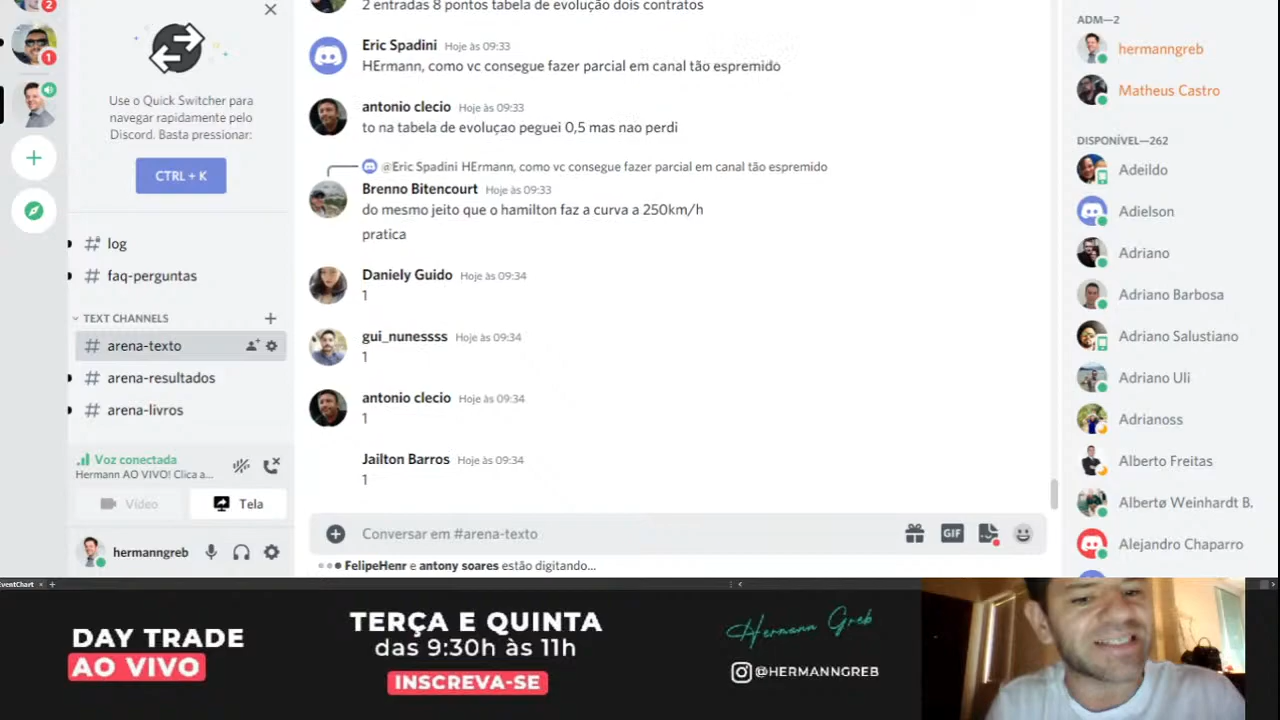 2
1
Use o Quick Switcher para
navegar rapidamente pelo
Discord. Basta pressionar:
CTRL + K
log
faq-perguntas
TEXT CHANNELS
arena-texto
arena-resultados
arena-livros
Voz conectada
Hermann AO VIVO! Clica a...
Vídeo
Tela
hermanngreb
2 entradas 8 pontos tabela de evolução dois contratos
Eric Spadini Hoje às 09:33
HErmann, como vc consegue fazer parcial em canal tão espremido
antonio clecio Hoje às 09:33
to na tabela de evoluçao peguei 0,5 mas nao perdi
@Eric Spadini HErmann, como vc consegue fazer parcial em canal tão espremido
Brenno Bitencourt Hoje às 09:33
do mesmo jeito que o hamilton faz a curva a 250km/h
pratica
Daniely Guido Hoje às 09:34
1
gui_nunessss Hoje às 09:34
1
antonio clecio Hoje às 09:34
1
Jailton Barros Hoje às 09:34
1
Conversar em #arena-texto
GIF
FelipeHenr e antony soares estão digitando...
ADM—2
hermanngreb
Matheus Castro
DISPONÍVEL—262
Adeildo
Adielson
Adriano
Adriano Barbosa
Adriano Salustiano
Adriano Uli
Adrianoss
Alberto Freitas
Albertø Weinhardt B.
Alejandro Chaparro
EventChart
DAY TRADE
AO VIVO
TERÇA E QUINTA
das 9:30h às 11h
INSCREVA-SE
Hermann Greb
@HERMANNGREB